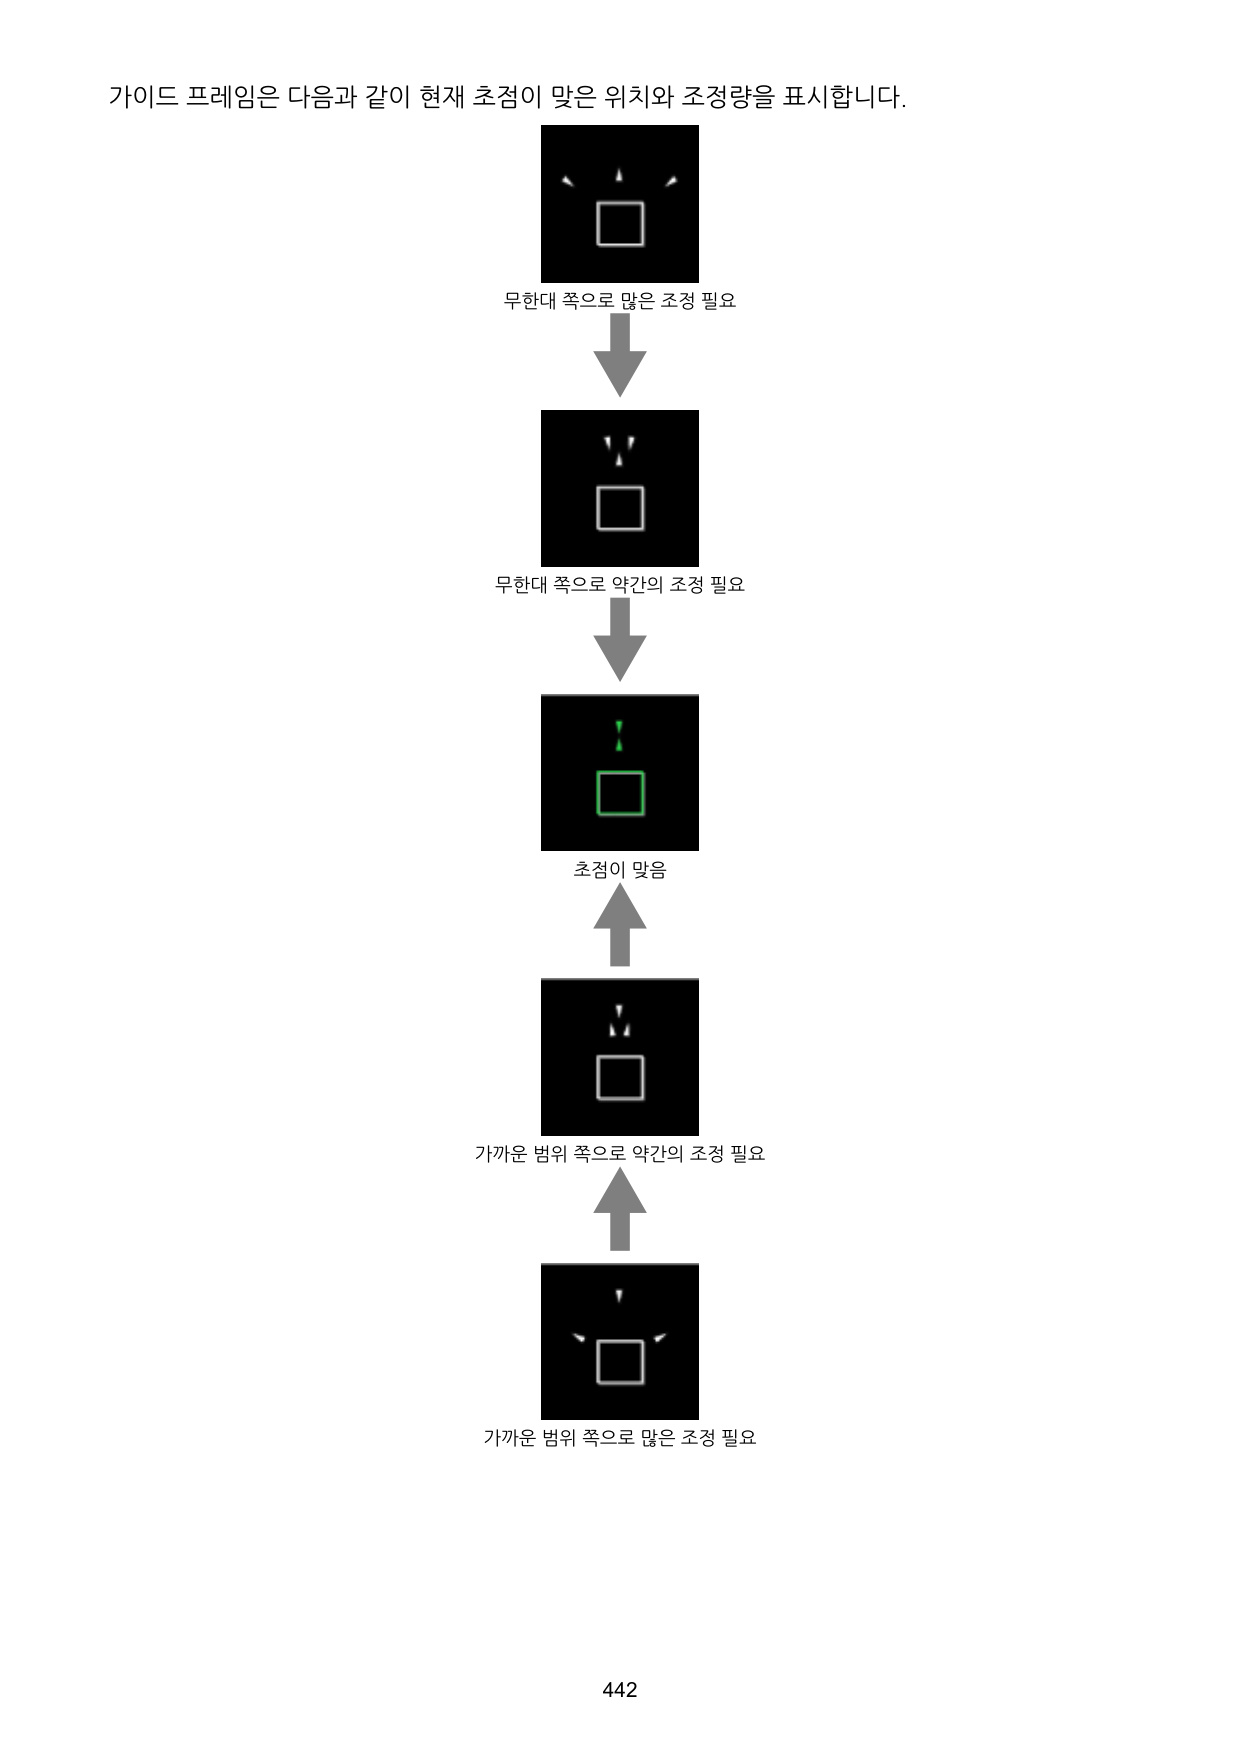 가이드 프레임은 다음과 같이 현재 초점이 맞은 위치와 조정량을 표시합니다.
무한대 쪽으로 많은 조정 필요
무한대 쪽으로 약간의 조정 필요
초점이 맞음
가까운 범위 쪽으로 약간의 조정 필요
가까운 범위 쪽으로 많은 조정 필요
442